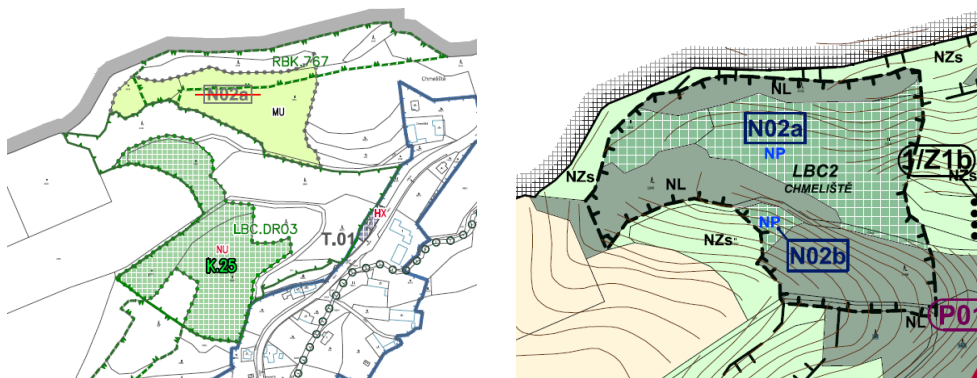 RBK.767
N02a
MU
Chmeliště
LBC.DR03
NU
K.25
HX
T.01
NZs
NL
N02a
NP
LBC2
CHMELIŠTĚ
1/Z1b
NZs
NZs
NL
NP
NZs
N02b
NL
P01